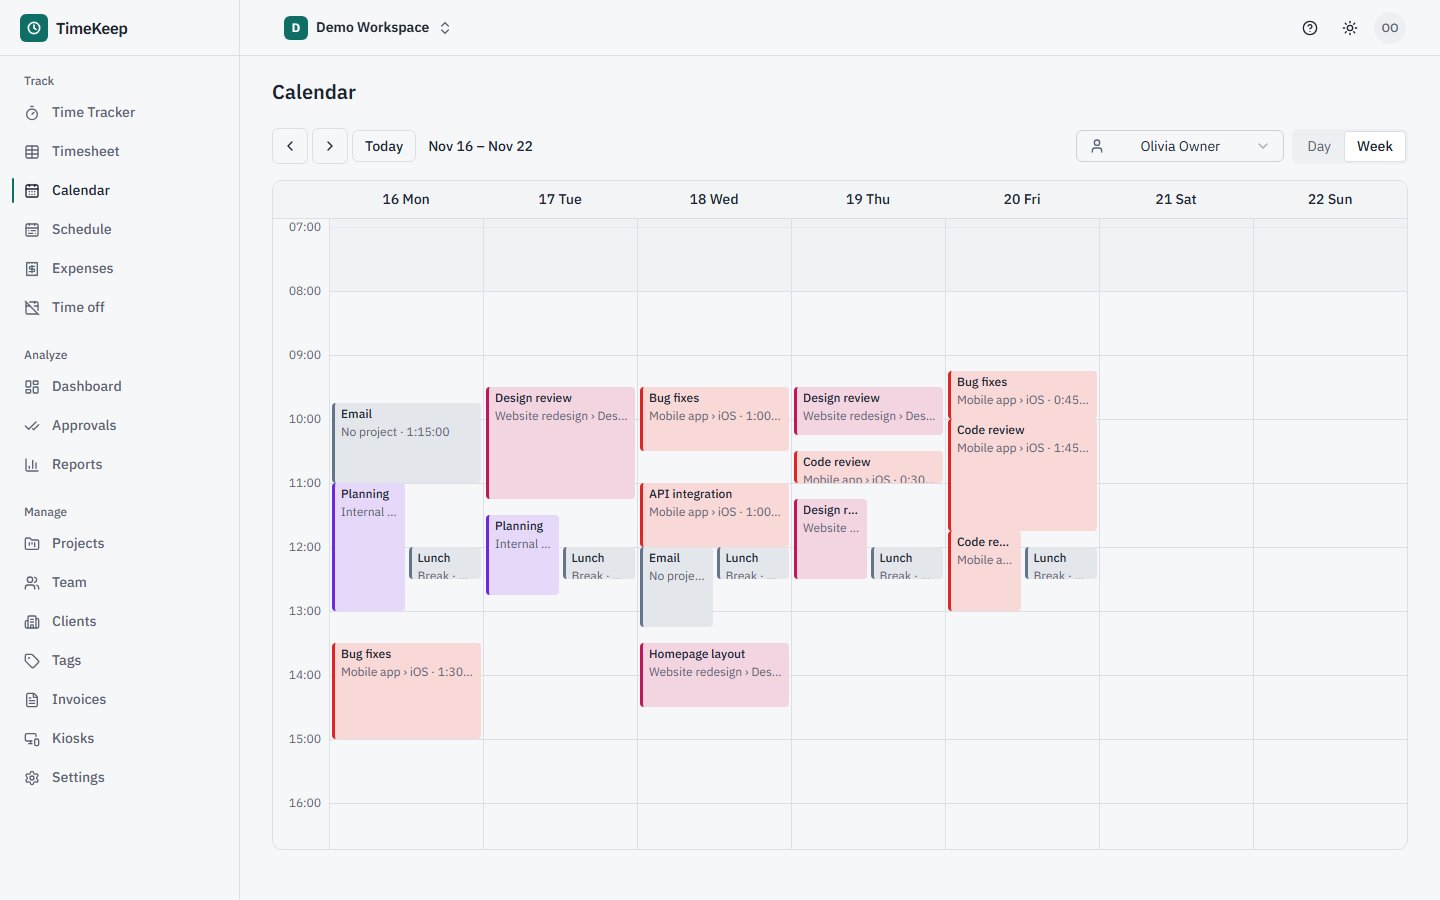 TimeKeep
D Demo Workspace
OO
Track
Time Tracker
Timesheet
Calendar
Schedule
Expenses
Time off
Analyze
Dashboard
Approvals
Reports
Manage
Projects
Team
Clients
Tags
Invoices
Kiosks
Settings
Calendar
Today
Nov 16 – Nov 22
Olivia Owner
Day
Week
16 Mon
17 Tue
18 Wed
19 Thu
20 Fri
21 Sat
22 Sun
07:00
08:00
09:00
10:00
11:00
12:00
13:00
14:00
15:00
16:00
Email
No project · 1:15:00
Planning
Internal ...
Lunch
Break · ...
Bug fixes
Mobile app › iOS · 1:30...
Design review
Website redesign › Des...
Planning
Internal ...
Lunch
Break · ...
Bug fixes
Mobile app › iOS · 1:00...
API integration
Mobile app › iOS · 1:00...
Email
No proje...
Lunch
Break · ...
Homepage layout
Website redesign › Des...
Design review
Website redesign › Des...
Code review
Mobile app › iOS · 0:30...
Design r...
Website ...
Lunch
Break · ...
Bug fixes
Mobile app › iOS · 0:45...
Code review
Mobile app › iOS · 1:45...
Code re...
Mobile a...
Lunch
Break · ...